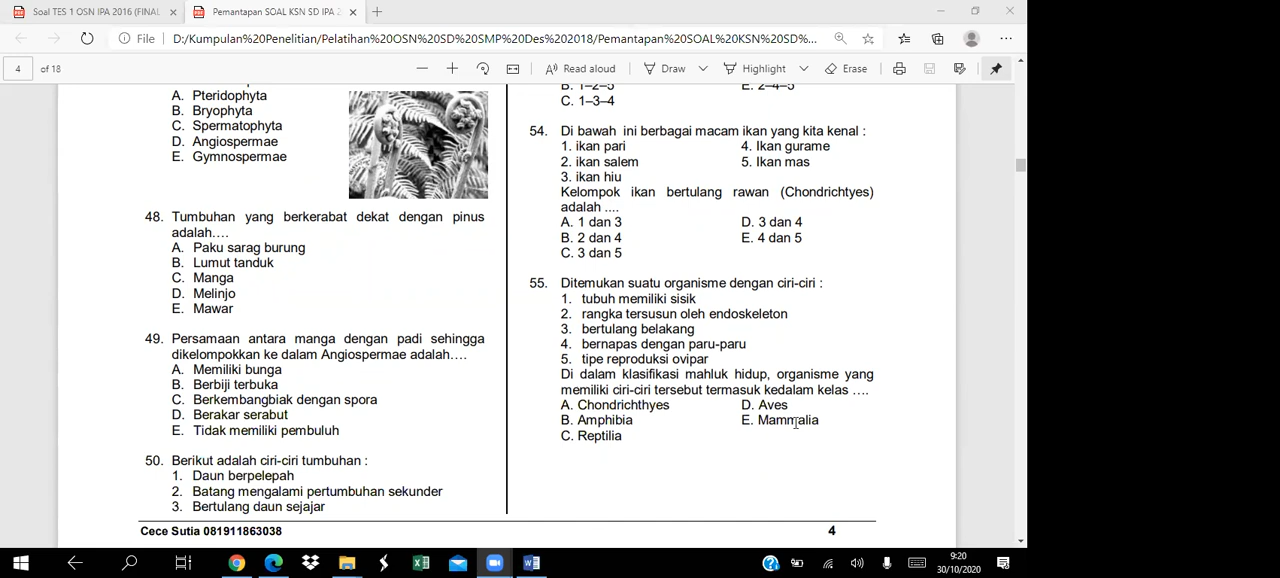 Soal TES 1 OSN IPA 2016 (FINAL
Pemantapan SOAL KSN SD IPA 2
File
D:/Kumpulan%20Penelitian/Pelatihan%20OSN%20SD%20SMP%20Des%202018/Pemantapan%20SOAL%20KSN%20SD%...
4 of 18
Read aloud
Draw
Highlight
Erase
A. Pteridophyta
B. Bryophyta
C. Spermatophyta
D. Angiospermae
E. Gymnospermae
48. Tumbuhan yang berkerabat dekat dengan pinus
adalah….
A. Paku sarag burung
B. Lumut tanduk
C. Manga
D. Melinjo
E. Mawar
49. Persamaan antara manga dengan padi sehingga
dikelompokkan ke dalam Angiospermae adalah….
A. Memiliki bunga
B. Berbiji terbuka
C. Berkembangbiak dengan spora
D. Berakar serabut
E. Tidak memiliki pembuluh
50. Berikut adalah ciri-ciri tumbuhan :
1. Daun berpelepah
2. Batang mengalami pertumbuhan sekunder
3. Bertulang daun sejajar
B. 1–2–5 E. 2–4–5
C. 1–3–4
54. Di bawah ini berbagai macam ikan yang kita kenal :
1. ikan pari 4. Ikan gurame
2. ikan salem 5. Ikan mas
3. ikan hiu
Kelompok ikan bertulang rawan (Chondrichtyes)
adalah ....
A. 1 dan 3 D. 3 dan 4
B. 2 dan 4 E. 4 dan 5
C. 3 dan 5
55. Ditemukan suatu organisme dengan ciri-ciri :
1. tubuh memiliki sisik
2. rangka tersusun oleh endoskeleton
3. bertulang belakang
4. bernapas dengan paru-paru
5. tipe reproduksi ovipar
Di dalam klasifikasi mahluk hidup, organisme yang
memiliki ciri-ciri tersebut termasuk kedalam kelas ….
A. Chondrichthyes D. Aves
B. Amphibia E. Mammalia
C. Reptilia
Cece Sutia 081911863038 4
9:20
30/10/2020